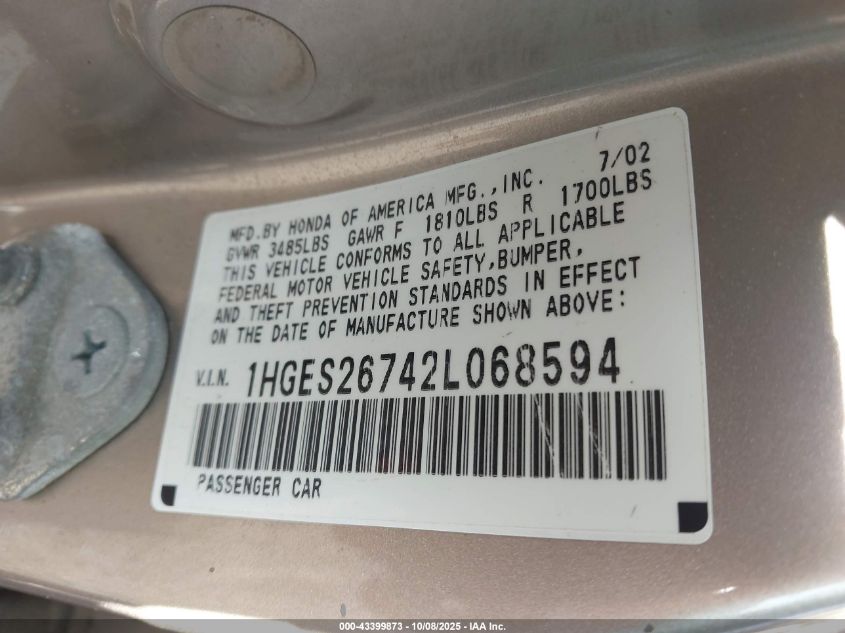 MFD.BY HONDA OF AMERICA MFG.,INC. 7/02
GVWR 3485LBS GAWR F 1810LBS R 1700LBS
THIS VEHICLE CONFORMS TO ALL APPLICABLE
FEDERAL MOTOR VEHICLE SAFETY,BUMPER,
AND THEFT PREVENTION STANDARDS IN EFFECT
ON THE DATE OF MANUFACTURE SHOWN ABOVE:
V.I.N. 1HGES26742L068594
PASSENGER CAR
000-43399873 - 10/08/2025 - IAA Inc.